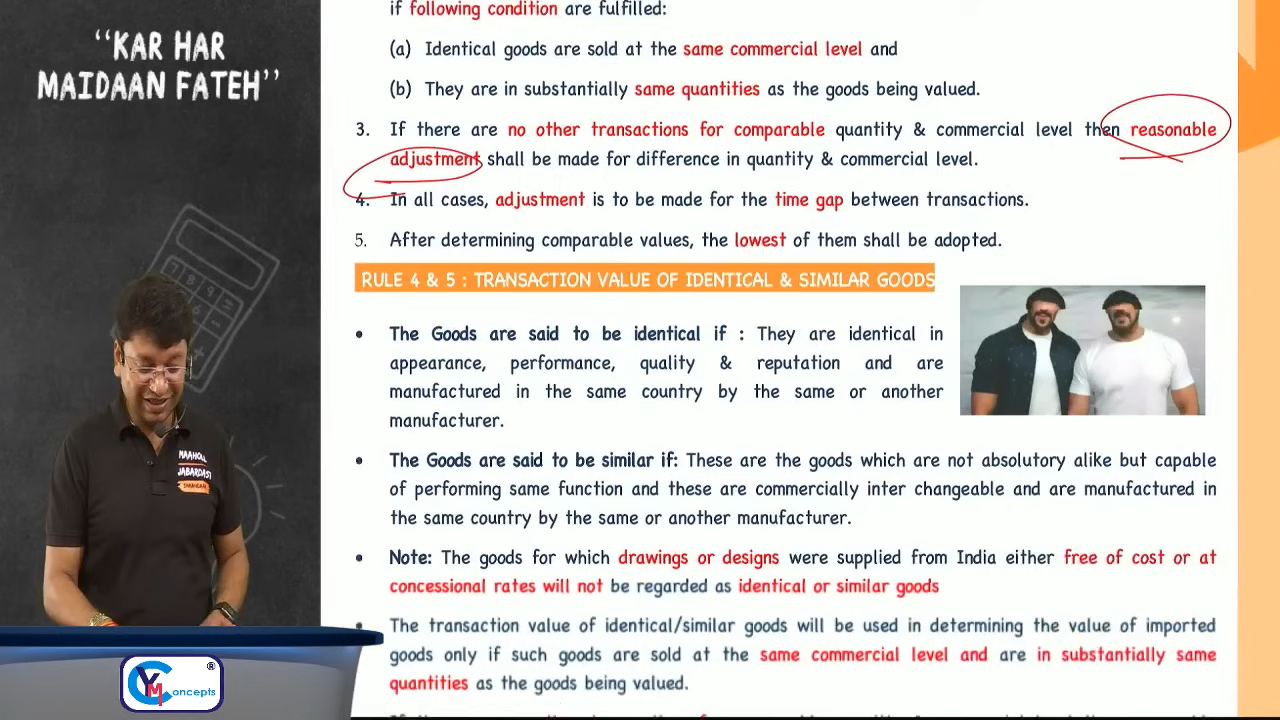 “KAR HAR
MAIDAAN FATEH”
if following condition are fulfilled:
(a) Identical goods are sold at the same commercial level and
(b) They are in substantially same quantities as the goods being valued.
3. If there are no other transactions for comparable quantity & commercial level then reasonable
adjustment shall be made for difference in quantity & commercial level.
4. In all cases, adjustment is to be made for the time gap between transactions.
5. After determining comparable values, the lowest of them shall be adopted.
RULE 4 & 5 : TRANSACTION VALUE OF IDENTICAL & SIMILAR GOODS
• The Goods are said to be identical if : They are identical in
appearance, performance, quality & reputation and are
manufactured in the same country by the same or another
manufacturer.
• The Goods are said to be similar if: These are the goods which are not absolutory alike but capable
of performing same function and these are commercially inter changeable and are manufactured in
the same country by the same or another manufacturer.
• Note: The goods for which drawings or designs were supplied from India either free of cost or at
concessional rates will not be regarded as identical or similar goods
• The transaction value of identical/similar goods will be used in determining the value of imported
goods only if such goods are sold at the same commercial level and are in substantially same
quantities as the goods being valued.
MAAHOUL
JABARDAST
YM Concepts ®